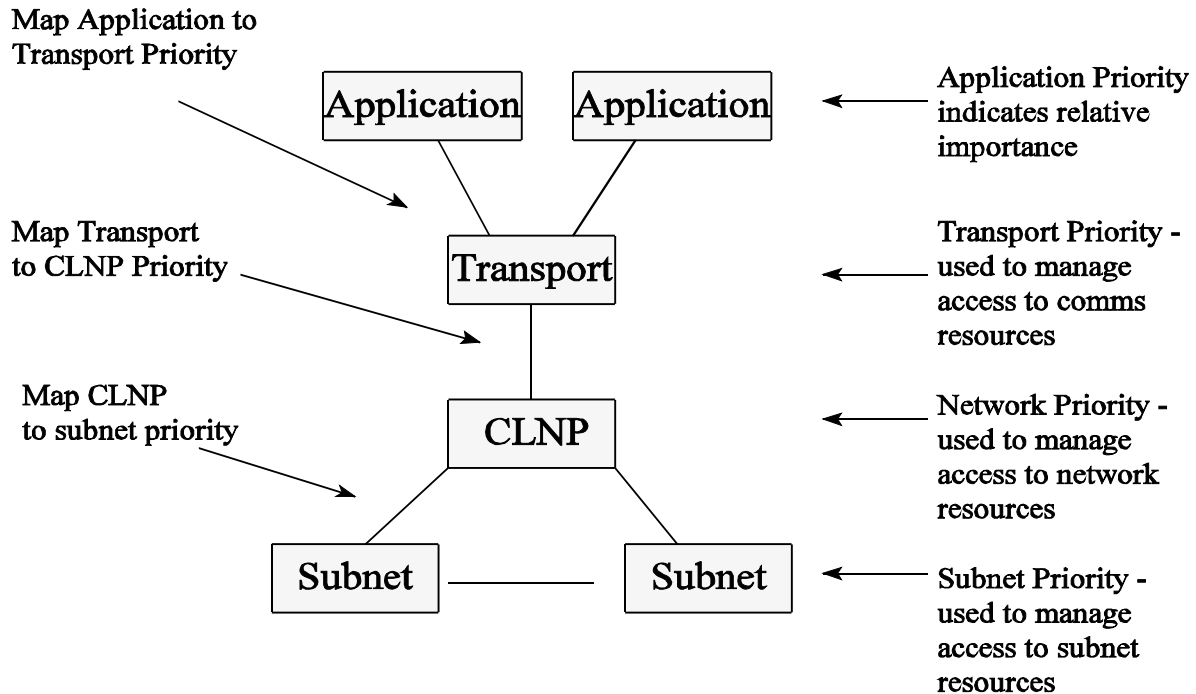 Map Application to
Transport Priority
Application
Application
Application Priority
indicates relative
importance
Map Transport
to CLNP Priority
Transport
Transport Priority -
used to manage
access to comms
resources
Map CLNP
to subnet priority
CLNP
Network Priority -
used to manage
access to network
resources
Subnet
Subnet
Subnet Priority -
used to manage
access to subnet
resources